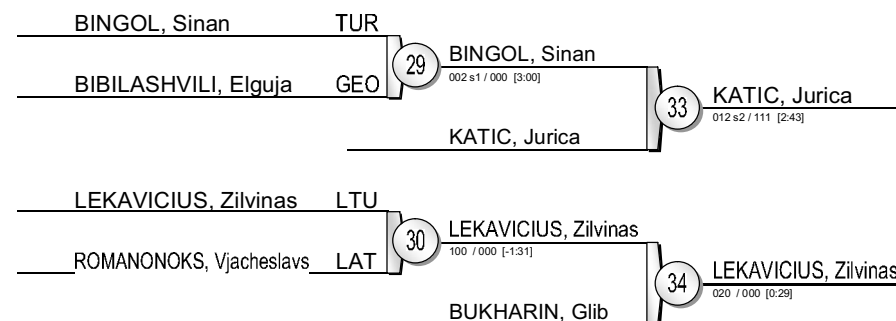 BINGOL, Sinan TUR
29
BINGOL, Sinan
002 s1 / 000 [3:00]
BIBILASHVILI, Elguja GEO
33
KATIC, Jurica
012 s2 / 111 [2:43]
KATIC, Jurica
LEKAVICIUS, Zilvinas LTU
30
LEKAVICIUS, Zilvinas
100 / 000 [-1:31]
ROMANONOKS, Vjacheslavs LAT
34
LEKAVICIUS, Zilvinas
020 / 000 [0:29]
BUKHARIN, Glib